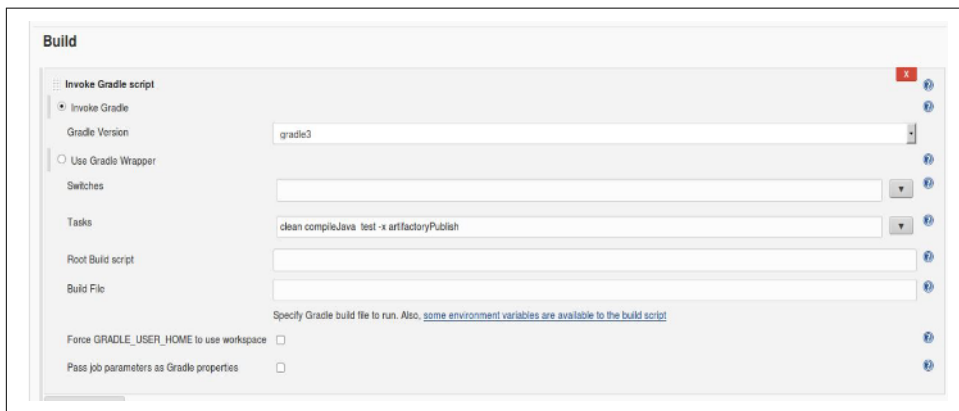 Build
Invoke Gradle script
X
Invoke Gradle
Gradle Version
gradle3
Use Gradle Wrapper
Switches
Tasks
clean compileJava test -x artifactoryPublish
Root Build script
Build File
Specify Gradle build file to run. Also, some environment variables are available to the build script
Force GRADLE_USER_HOME to use workspace
Pass job parameters as Gradle properties